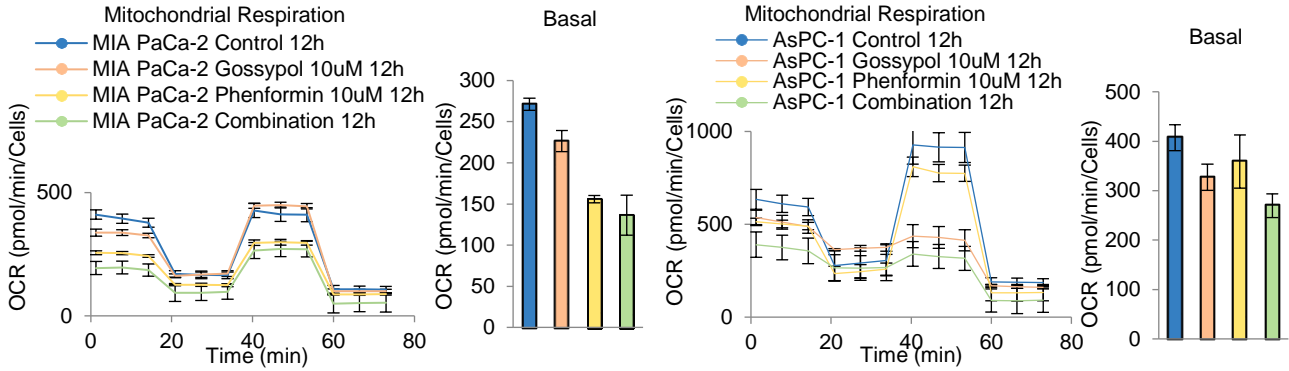 Mitochondrial Respiration
MIA PaCa-2 Control 12h
MIA PaCa-2 Gossypol 10uM 12h
MIA PaCa-2 Phenformin 10uM 12h
MIA PaCa-2 Combination 12h
OCR (pmol/min/Cells)
500
0
0 20 40 60 80
Time (min)
Basal
OCR (pmol/min/Cells)
300
250
200
150
100
50
0
Mitochondrial Respiration
AsPC-1 Control 12h
AsPC-1 Gossypol 10uM 12h
AsPC-1 Phenformin 10uM 12h
AsPC-1 Combination 12h
OCR (pmol/min/Cells)
1000
500
0
0 20 40 60 80
Time (min)
Basal
OCR (pmol/min/Cells)
500
400
300
200
100
0